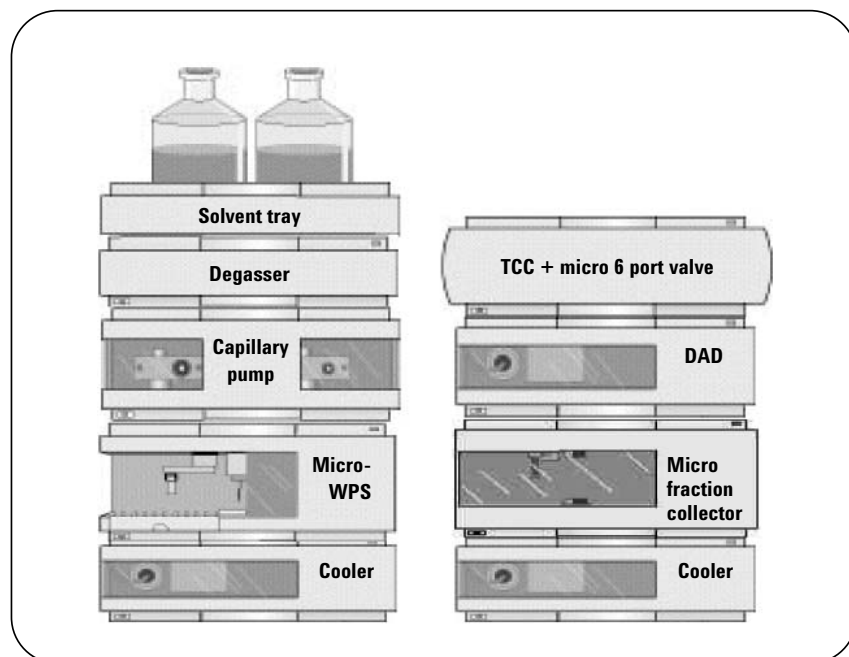 Solvent tray
Degasser
Capillary
pump
Micro-
WPS
Cooler
TCC + micro 6 port valve
DAD
Micro
fraction
collector
Cooler